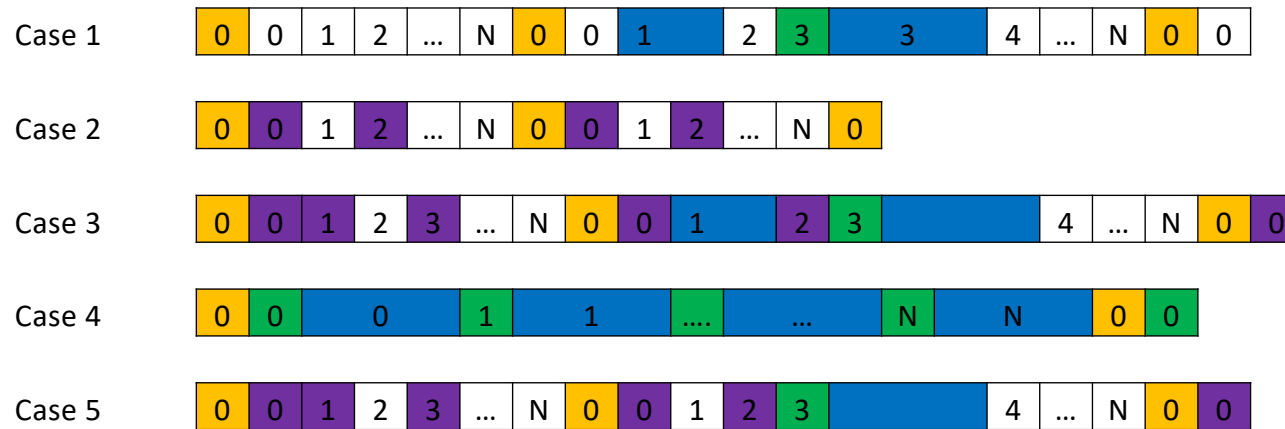 Case 1 0 0 1 2 … N 0 0 1 2 3 3 4 … N 0 0
Case 2 0 0 1 2 … N 0 0 1 2 … N 0
Case 3 0 0 1 2 3 … N 0 0 1 2 3 4 … N 0 0
Case 4 0 0 0 1 1 …. … N N 0 0
Case 5 0 0 1 2 3 … N 0 0 1 2 3 4 … N 0 0